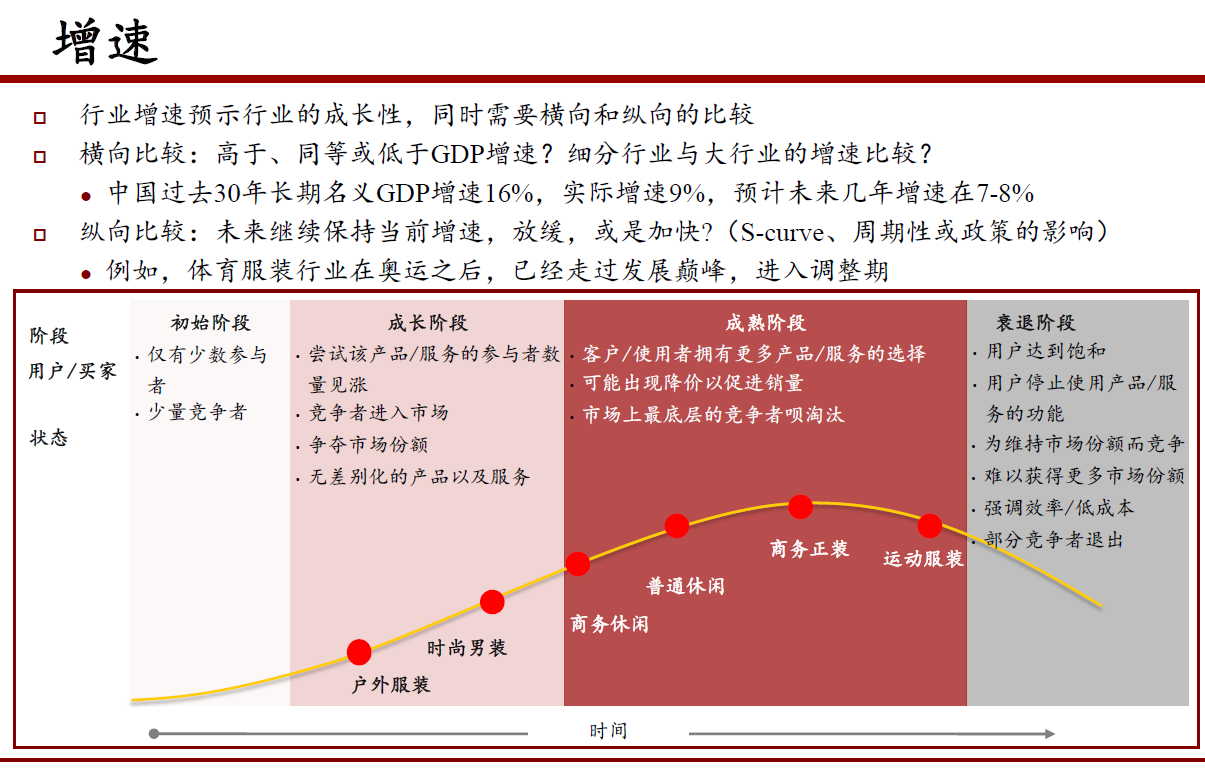 增速
行业增速预示行业的成长性，同时需要横向和纵向的比较
横向比较：高于、同等或低于GDP增速？细分行业与大行业的增速比较？
中国过去30年长期名义GDP增速16%，实际增速9%，预计未来几年增速在7-8%
纵向比较：未来继续保持当前增速，放缓，或是加快?（S-curve、周期性或政策的影响）
例如，体育服装行业在奥运之后，已经走过发展巅峰，进入调整期
阶段
用户/买家
状态
初始阶段
·仅有少数参与
者
·少量竞争者
成长阶段
·尝试该产品/服务的参与者数
量见涨
·竞争者进入市场
·争夺市场份额
·无差别化的产品以及服务
成熟阶段
·客户/使用者拥有更多产品/服务的选择
·可能出现降价以促进销量
·市场上最底层的竞争者呗淘汰
衰退阶段
·用户达到饱和
·用户停止使用产品/服
务的功能
·为维持市场份额而竞争
·难以获得更多市场份额
·强调效率/低成本
·部分竞争者退出
户外服装
时尚男装
商务休闲
普通休闲
商务正装
运动服装
时间